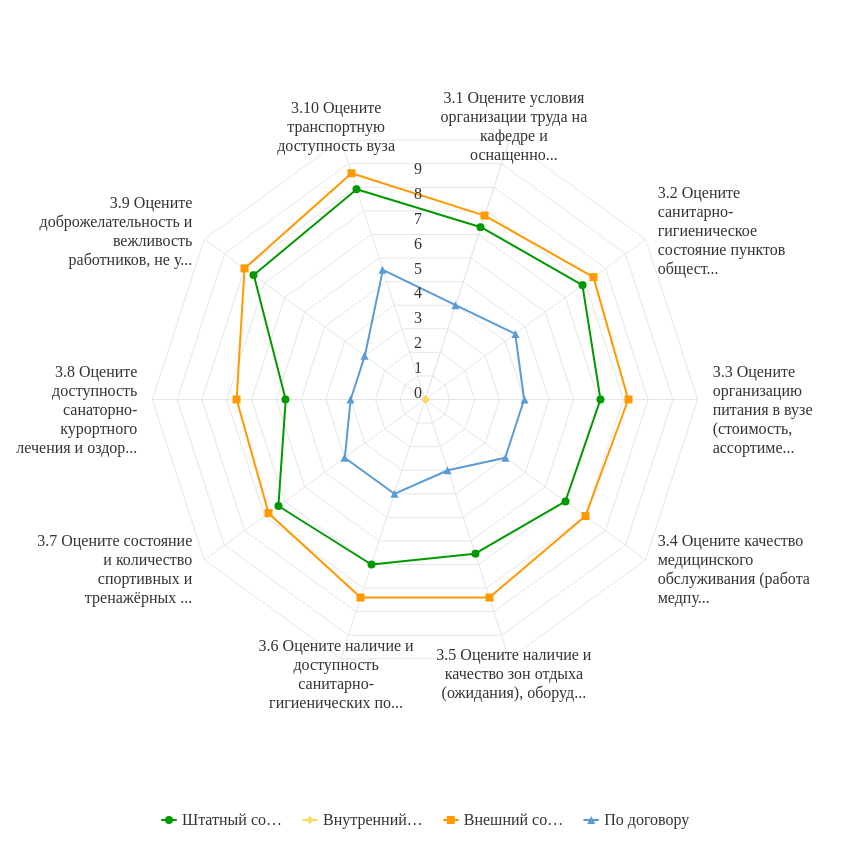 3.1 Оцените условия
организации труда на
кафедре и
оснащенно...
3.2 Оцените
санитарно-
гигиеническое
состояние пунктов
общест...
3.3 Оцените
организацию
питания в вузе
(стоимость,
ассортиме...
3.4 Оцените качество
медицинского
обслуживания (работа
медпу...
3.5 Оцените наличие и
качество зон отдыха
(ожидания), оборуд...
3.6 Оцените наличие и
доступность
санитарно-
гигиенических по...
3.7 Оцените состояние
и количество
спортивных и
тренажёрных ...
3.8 Оцените
доступность
санаторно-
курортного
лечения и оздор...
3.9 Оцените
доброжелательность и
вежливость
работников, не у...
3.10 Оцените
транспортную
доступность вуза
9
8
7
6
5
4
3
2
1
0
Штатный со… Внутренний… Внешний со… По договору